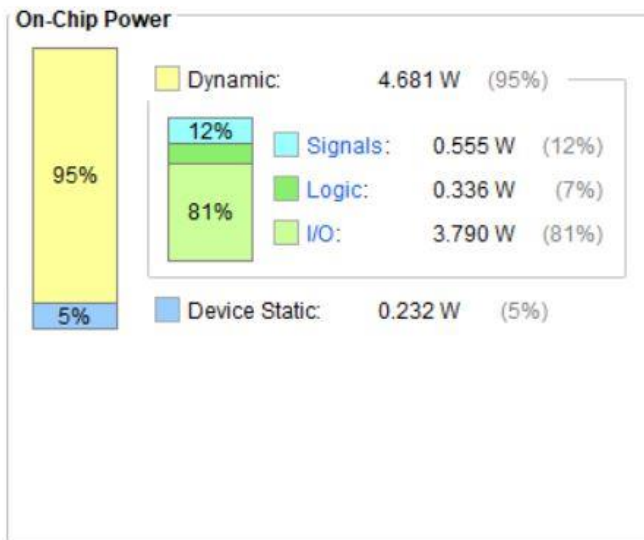 On-Chip Power
Dynamic: 4.681 W (95%)
12%
Signals: 0.555 W (12%)
95%
Logic: 0.336 W (7%)
81%
I/O: 3.790 W (81%)
5%
Device Static: 0.232 W (5%)